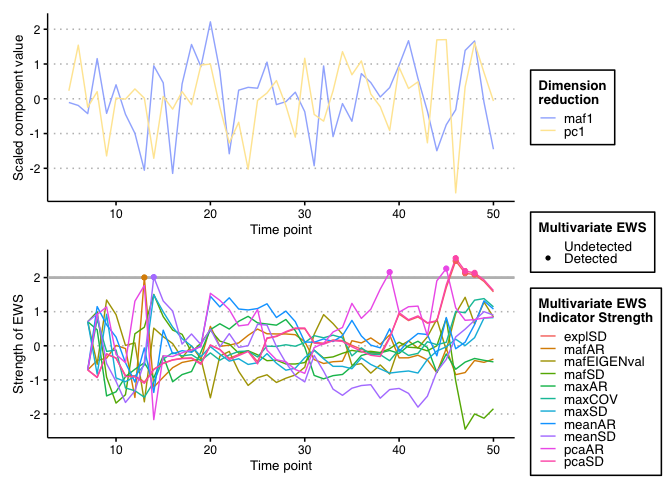 Scaled component value
2
1
0
-1
-2
10
20
30
40
50
Time point
Dimension
reduction
maf1
pc1
Strength of EWS
2
1
0
-1
-2
10
20
30
40
50
Time point
Multivariate EWS
Undetected
Detected
Multivariate EWS
Indicator Strength
explSD
mafAR
mafEIGENval
mafSD
maxAR
maxCOV
maxSD
meanAR
meanSD
pcaAR
pcaSD